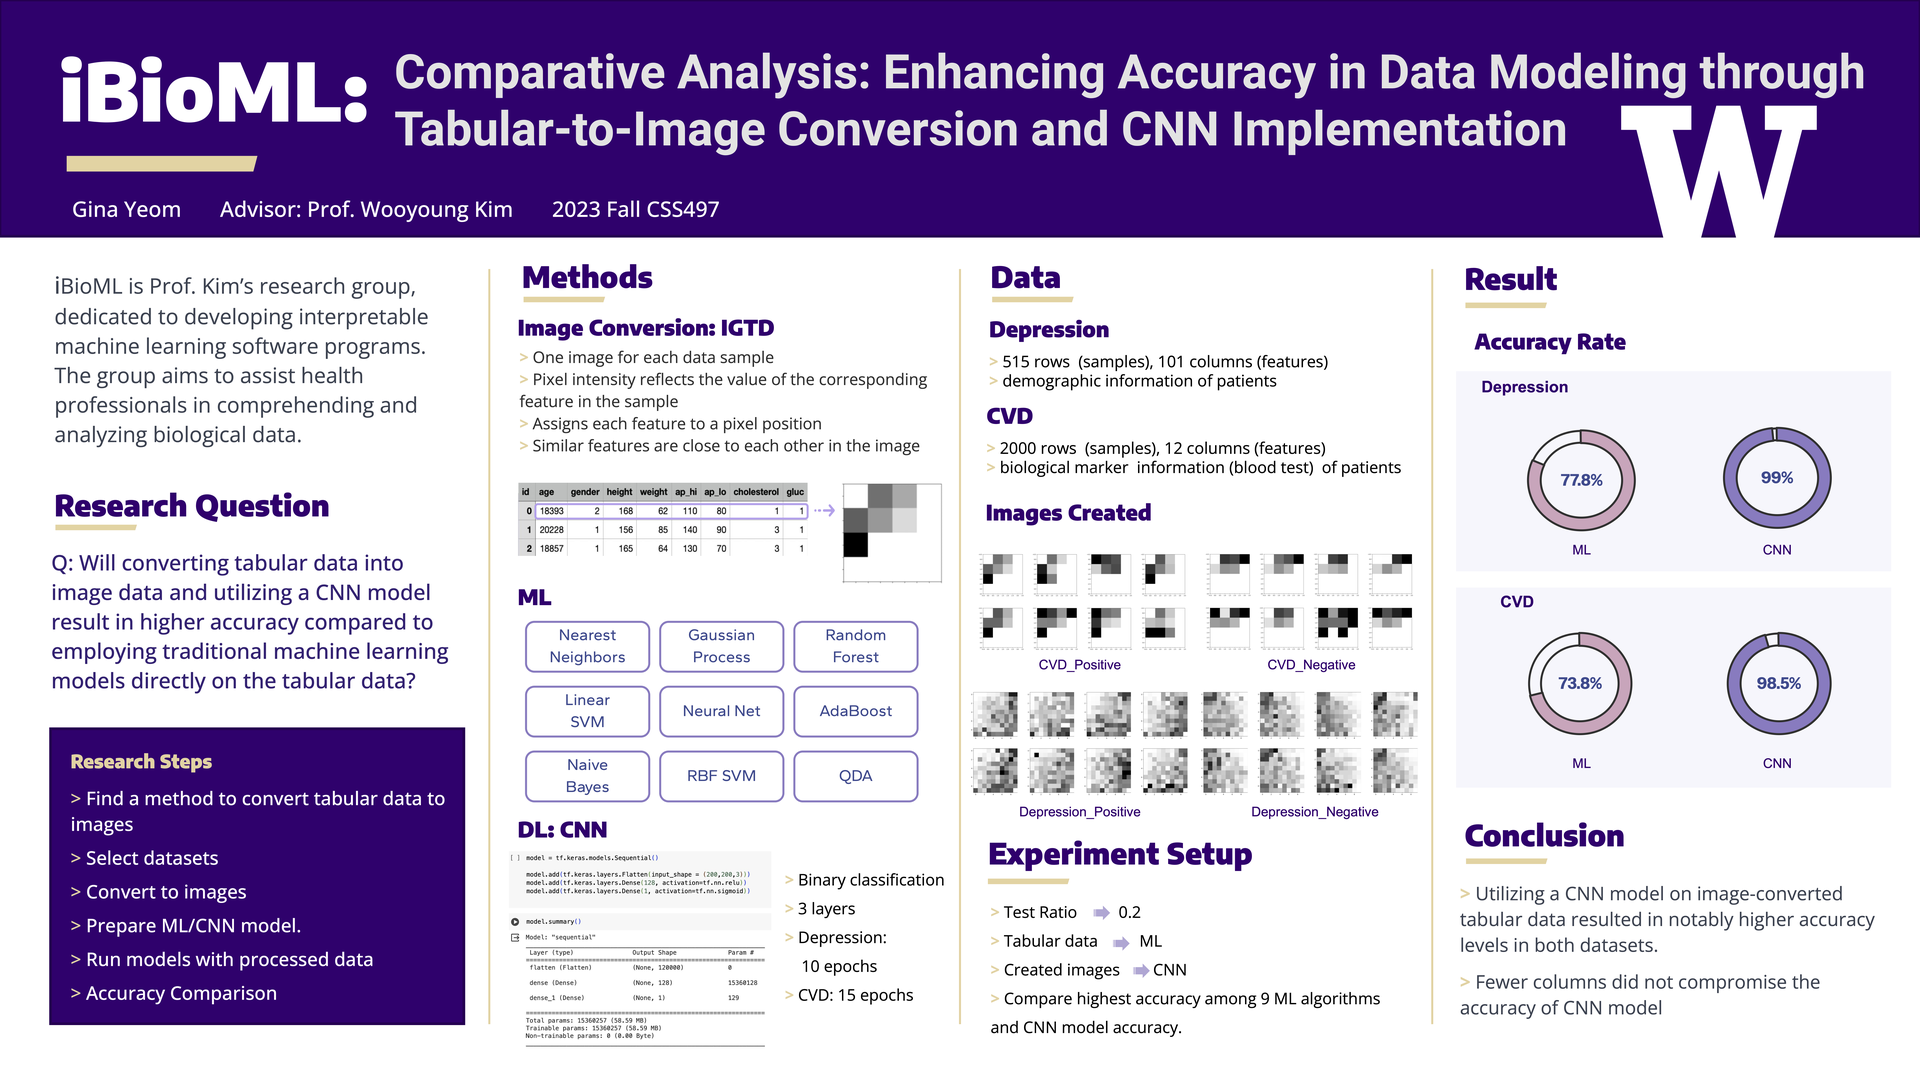 iBioML:
Comparative Analysis: Enhancing Accuracy in Data Modeling through
Tabular-to-Image Conversion and CNN Implementation
W
Gina Yeom Advisor: Prof. Wooyoung Kim 2023 Fall CSS497
iBioML is Prof. Kim’s research group,
dedicated to developing interpretable
machine learning software programs.
The group aims to assist health
professionals in comprehending and
analyzing biological data.
Research Question
Q: Will converting tabular data into
image data and utilizing a CNN model
result in higher accuracy compared to
employing traditional machine learning
models directly on the tabular data?
Research Steps
> Find a method to convert tabular data to
images
> Select datasets
> Convert to images
> Prepare ML/CNN model.
> Run models with processed data
> Accuracy Comparison
Methods
Image Conversion: IGTD
> One image for each data sample
> Pixel intensity reflects the value of the corresponding
feature in the sample
> Assigns each feature to a pixel position
> Similar features are close to each other in the image
id age gender height weight ap_hi ap_lo cholesterol gluc
0 18393 2 168 62 110 80 1 1
1 20228 1 156 85 140 90 3 1
2 18857 1 165 64 130 70 3 1
ML
Nearest
Neighbors
Gaussian
Process
Random
Forest
Linear
SVM
Neural Net
AdaBoost
Naive
Bayes
RBF SVM
QDA
DL: CNN
[ ] model = tf.keras.models.Sequential()
model.add(tf.keras.layers.Flatten(input_shape = (200,200,3)))
model.add(tf.keras.layers.Dense(128, activation=tf.nn.relu))
model.add(tf.keras.layers.Dense(1, activation=tf.nn.sigmoid))
model.summary()
Model: "sequential"
Layer (type) Output Shape Param #
flatten (Flatten) (None, 120000) 0
dense (Dense) (None, 128) 15360128
dense_1 (Dense) (None, 1) 129
Total params: 15360257 (58.59 MB)
Trainable params: 15360257 (58.59 MB)
Non-trainable params: 0 (0.00 Byte)
> Binary classification
> 3 layers
> Depression:
10 epochs
> CVD: 15 epochs
Data
Depression
> 515 rows (samples), 101 columns (features)
> demographic information of patients
CVD
> 2000 rows (samples), 12 columns (features)
> biological marker information (blood test) of patients
Images Created
CVD_Positive CVD_Negative
Depression_Positive Depression_Negative
Experiment Setup
> Test Ratio 0.2
> Tabular data ML
> Created images CNN
> Compare highest accuracy among 9 ML algorithms
and CNN model accuracy.
Result
Accuracy Rate
Depression
77.8% 99%
ML CNN
CVD
73.8% 98.5%
ML CNN
Conclusion
> Utilizing a CNN model on image-converted
tabular data resulted in notably higher accuracy
levels in both datasets.
> Fewer columns did not compromise the
accuracy of CNN model